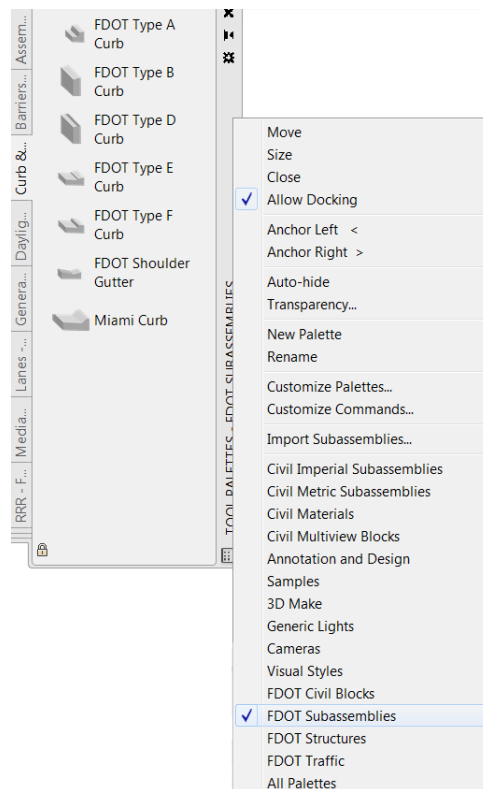 Assem...
Barriers...
Curb &...
Daylig...
Genera...
Lanes -...
Media...
RRR - F...
FDOT Type A
Curb
FDOT Type B
Curb
FDOT Type D
Curb
FDOT Type E
Curb
FDOT Type F
Curb
FDOT Shoulder
Gutter
Miami Curb
TOOL PALETTES - FDOT SUBASSEMBLIES
Move
Size
Close
Allow Docking
Anchor Left <
Anchor Right >
Auto-hide
Transparency...
New Palette
Rename
Customize Palettes...
Customize Commands...
Import Subassemblies...
Civil Imperial Subassemblies
Civil Metric Subassemblies
Civil Materials
Civil Multiview Blocks
Annotation and Design
Samples
3D Make
Generic Lights
Cameras
Visual Styles
FDOT Civil Blocks
FDOT Subassemblies
FDOT Structures
FDOT Traffic
All Palettes